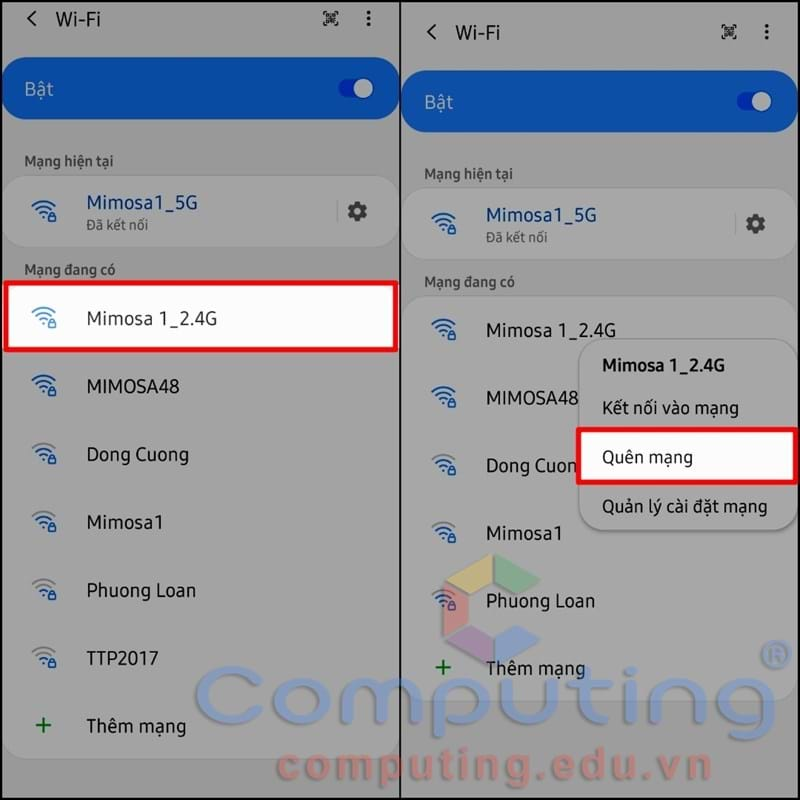 Wi-Fi
Bật
Mạng hiện tại
Mimosa1_5G
Đã kết nối
Mạng đang có
Mimosa 1_2.4G
MIMOSA48
Dong Cuong
Mimosa1
Phuong Loan
TTP2017
Thêm mạng
Wi-Fi
Bật
Mạng hiện tại
Mimosa1_5G
Đã kết nối
Mạng đang có
Mimosa 1_2.4G
MIMOSA48
Dong Cuon
Mimosa1
Phuong Loan
Thêm mạng
Mimosa 1_2.4G
Kết nối vào mạng
Quên mạng
Quản lý cài đặt mạng
Computing®
computing.edu.vn